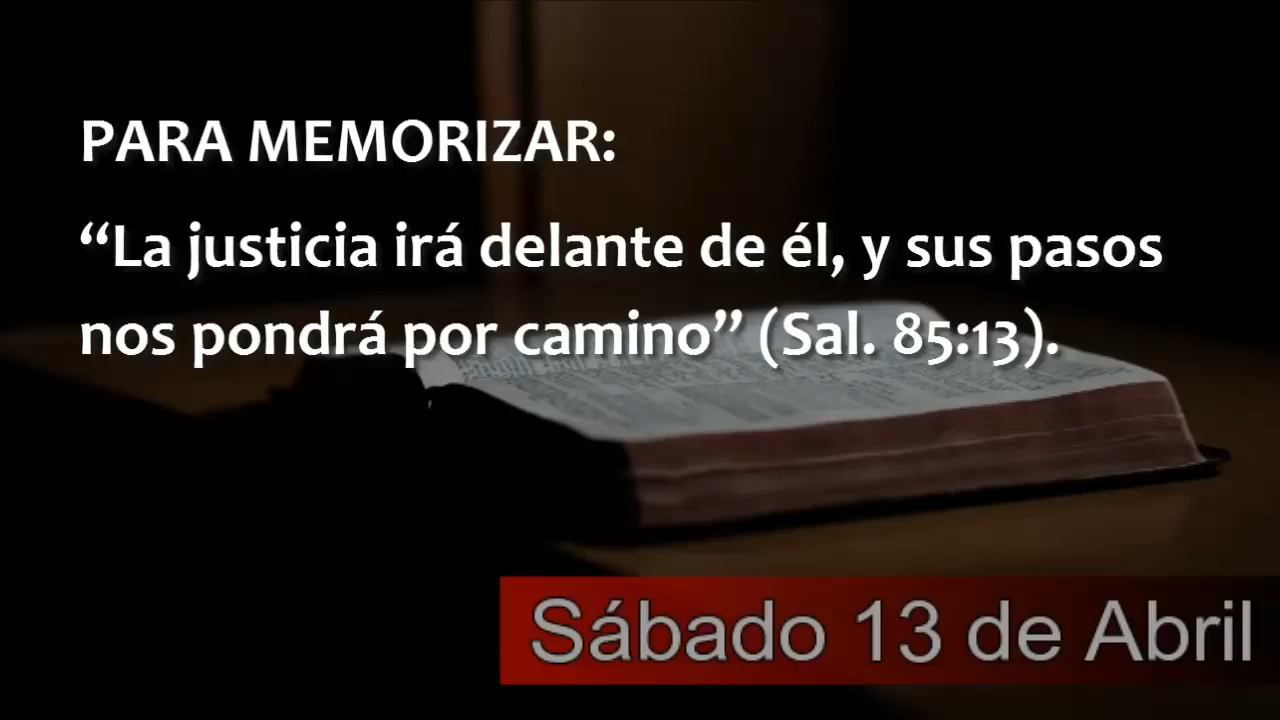 PARA MEMORIZAR:
“La justicia irá delante de él, y sus pasos
nos pondrá por camino” (Sal. 85:13).
Sábado 13 de Abril